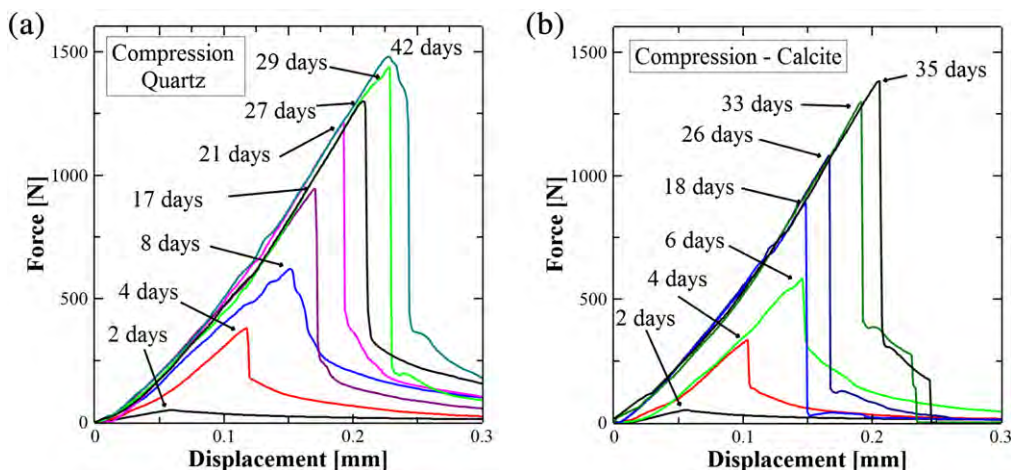 (a)
1500
1000
500
0
Force [N]
Compression
Quartz
42 days
29 days
27 days
21 days
17 days
8 days
4 days
2 days
0
0.1
0.2
0.3
Displacement [mm]
(b)
1500
1000
500
0
Force [N]
Compression - Calcite
35 days
33 days
26 days
18 days
6 days
4 days
2 days
0
0.1
0.2
0.3
Displacement [mm]